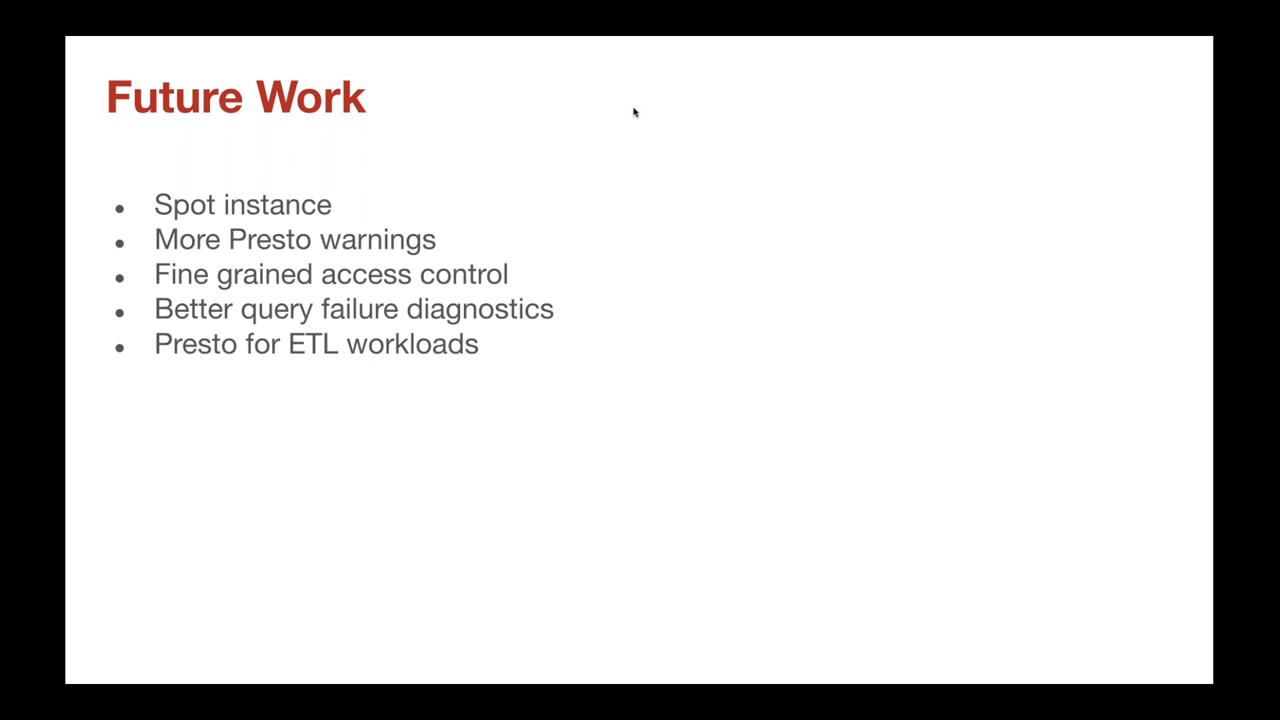 Future Work
● Spot instance
● More Presto warnings
● Fine grained access control
● Better query failure diagnostics
● Presto for ETL workloads